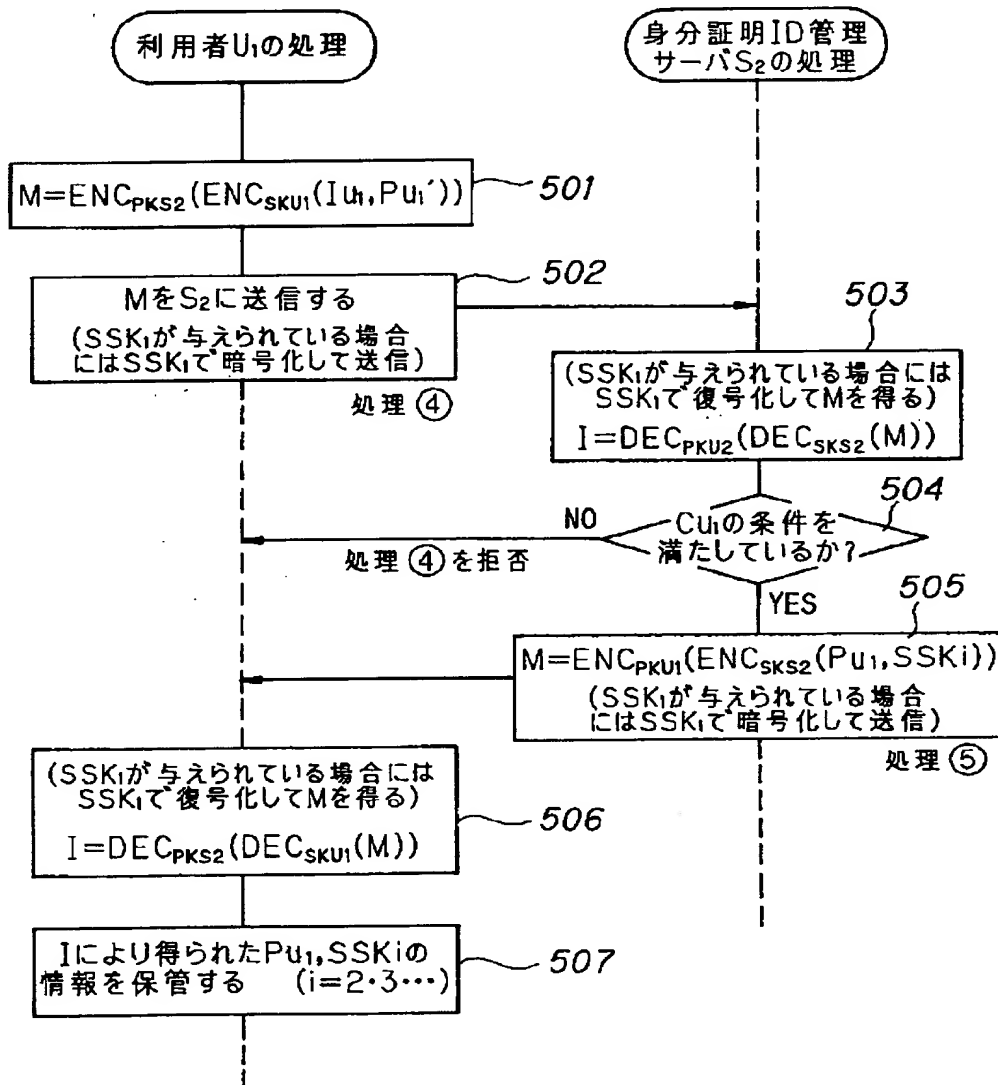 利用者U₁の処理
身分証明ID管理
サーバS₂の処理
M=ENC_PKS2(ENC_SKU1(Iu₁,Pu₁′))
501
502
MをS₂に送信する
(SSK₁が与えられている場合
にはSSK₁で暗号化して送信)
処理④
503
(SSK₁が与えられている場合には
SSK₁で復号化してMを得る)
I=DEC_PKU2(DEC_SKS2(M))
504
Cu₁の条件を
満たしているか?
NO
処理④を拒否
YES
505
M=ENC_PKU1(ENC_SKS2(Pu₁,SSKi))
(SSK₁が与えられている場合
にはSSK₁で暗号化して送信)
処理⑤
(SSK₁が与えられている場合には
SSK₁で復号化してMを得る)
I=DEC_PKS2(DEC_SKU1(M))
506
Iにより得られたPu₁,SSKiの
情報を保管する (i=2·3···)
507